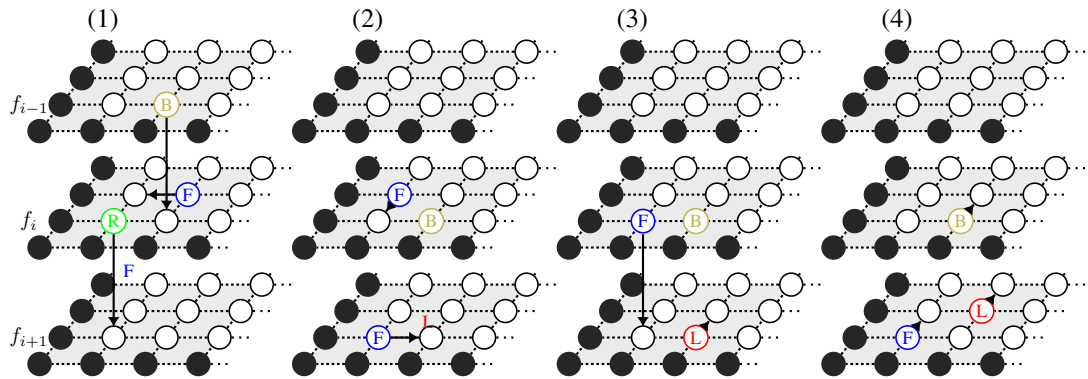 (1) (2) (3) (4)
f_{i-1} B
F
f_i R
F
f_{i+1}
F
B
F L
F B
L
B
L
F